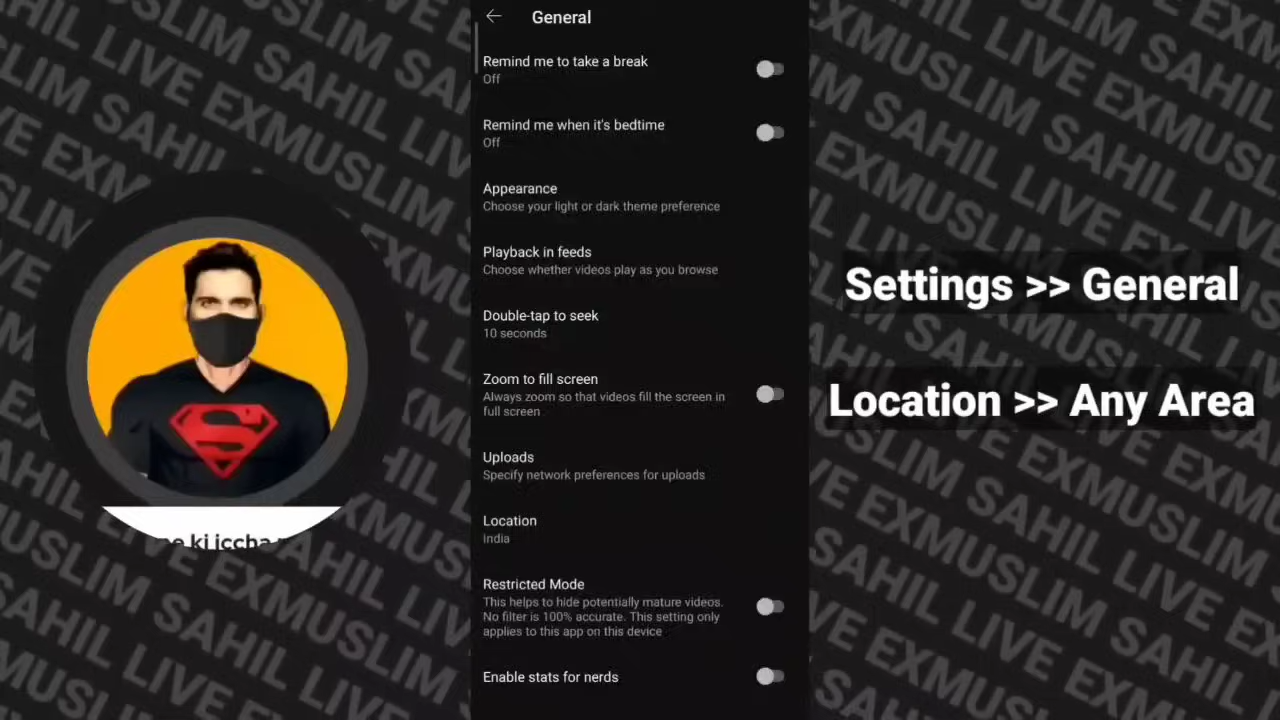 General
Remind me to take a break
Off
Remind me when it's bedtime
Off
Appearance
Choose your light or dark theme preference
Playback in feeds
Choose whether videos play as you browse
Double-tap to seek
10 seconds
Zoom to fill screen
Always zoom so that videos fill the screen in
full screen
Uploads
Specify network preferences for uploads
Location
India
Restricted Mode
This helps to hide potentially mature videos.
No filter is 100% accurate. This setting only
applies to this app on this device
Enable stats for nerds
Settings >> General
Location >> Any Area
ki iccha
EXMUSLIM SAHIL LIVE